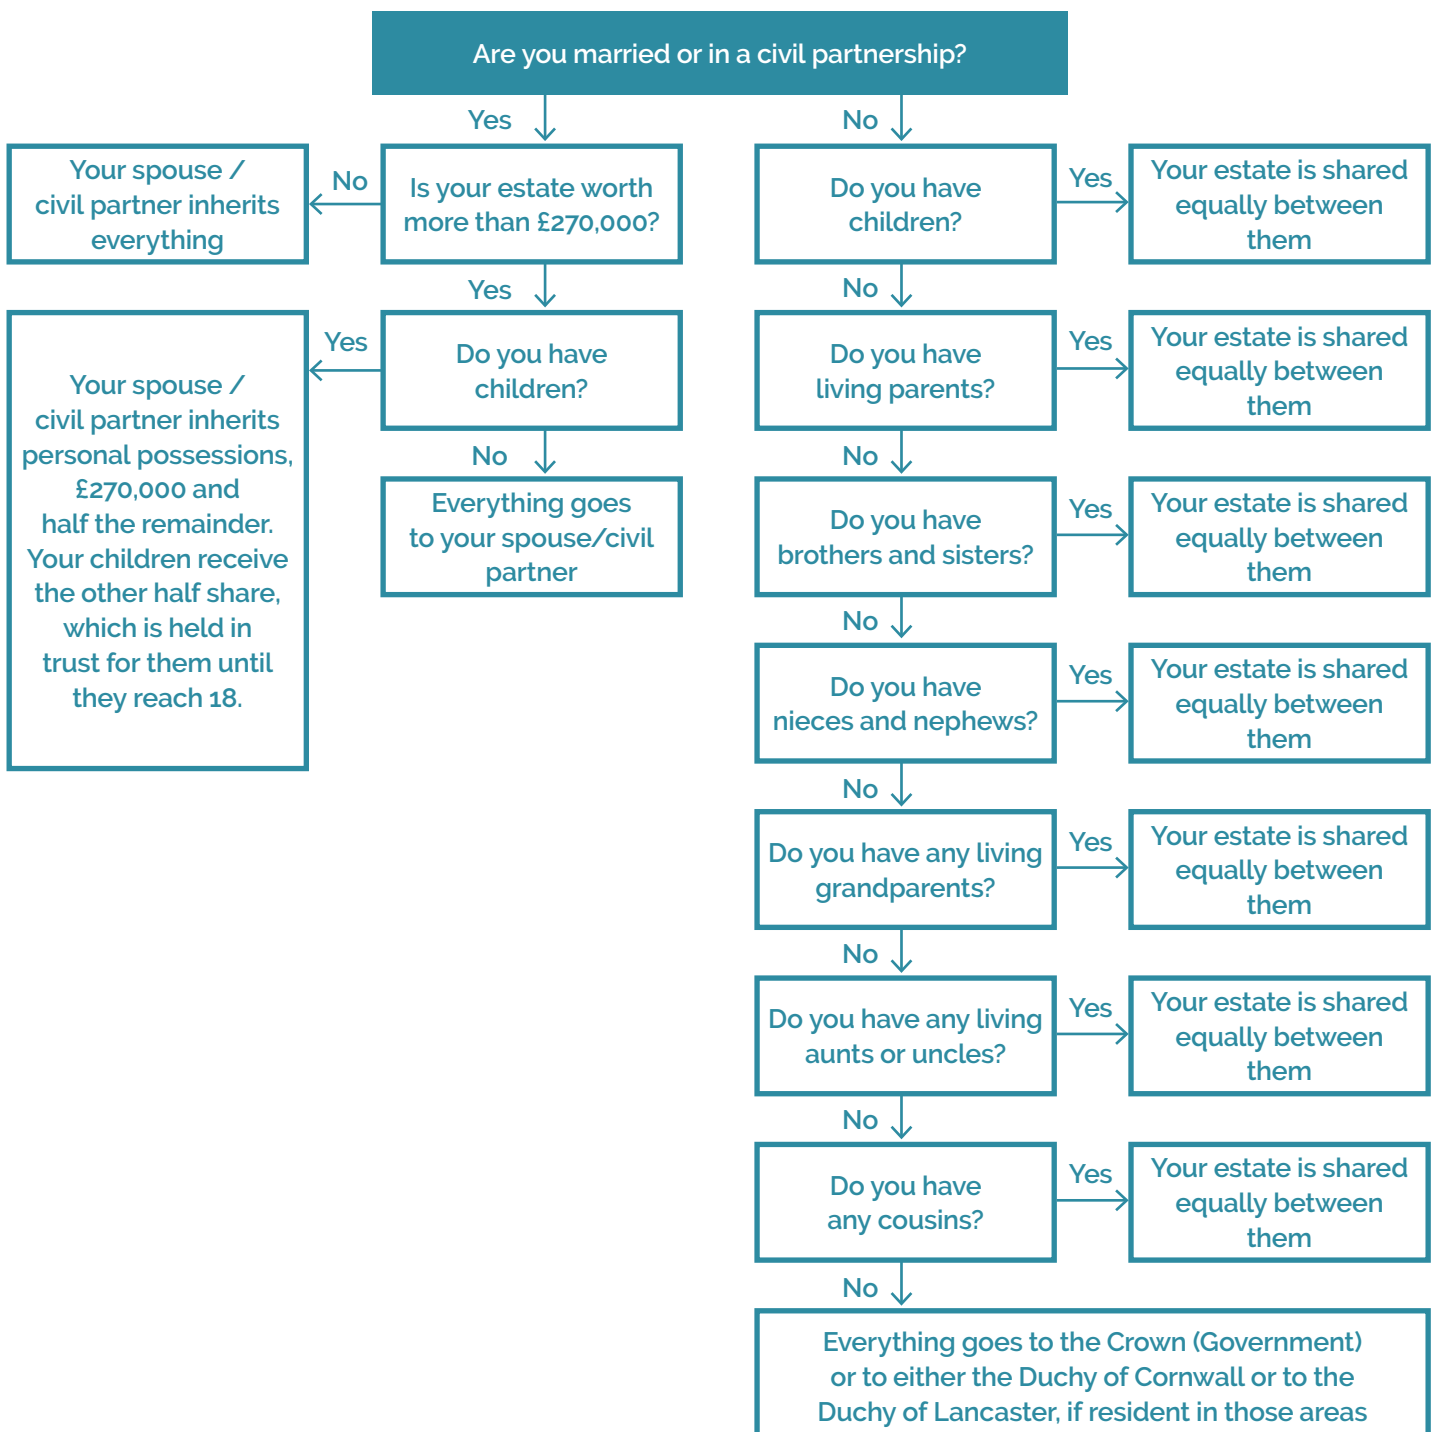 Are you married or in a civil partnership?
Yes
No
Your spouse /
civil partner inherits
everything
No
Is your estate worth
more than £270,000?
Do you have
children?
Yes
Your estate is shared
equally between
them
Yes
No
Your spouse /
civil partner inherits
personal possessions,
£270,000 and
half the remainder.
Your children receive
the other half share,
which is held in
trust for them until
they reach 18.
Yes
Do you have
children?
Do you have
living parents?
Yes
Your estate is shared
equally between
them
No
No
Everything goes
to your spouse/civil
partner
Do you have
brothers and sisters?
Yes
Your estate is shared
equally between
them
No
Do you have
nieces and nephews?
Yes
Your estate is shared
equally between
them
No
Do you have any living
grandparents?
Yes
Your estate is shared
equally between
them
No
Do you have any living
aunts or uncles?
Yes
Your estate is shared
equally between
them
No
Do you have
any cousins?
Yes
Your estate is shared
equally between
them
No
Everything goes to the Crown (Government)
or to either the Duchy of Cornwall or to the
Duchy of Lancaster, if resident in those areas